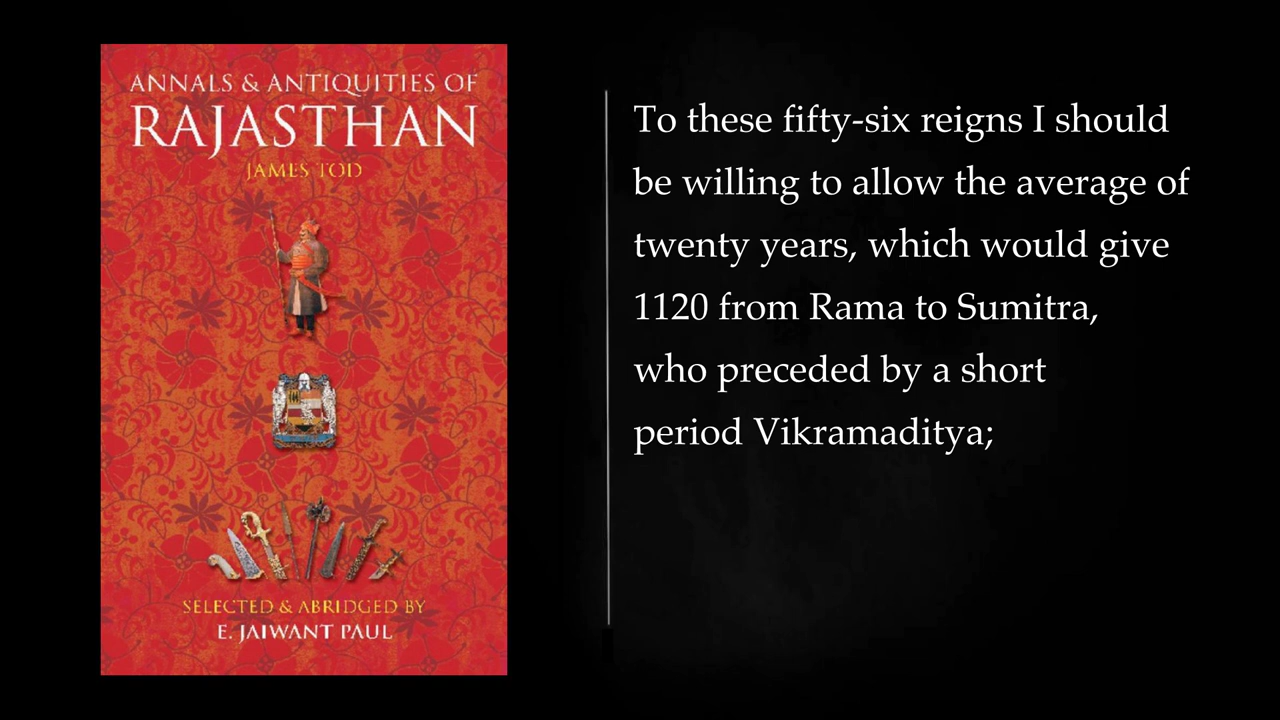 ANNALS & ANTIQUITIES OF
RAJASTHAN
JAMES TOD
SELECTED & ABRIDGED BY
E. JAIWANT PAUL
To these fifty-six reigns I should
be willing to allow the average of
twenty years, which would give
1120 from Rama to Sumitra,
who preceded by a short
period Vikramaditya;